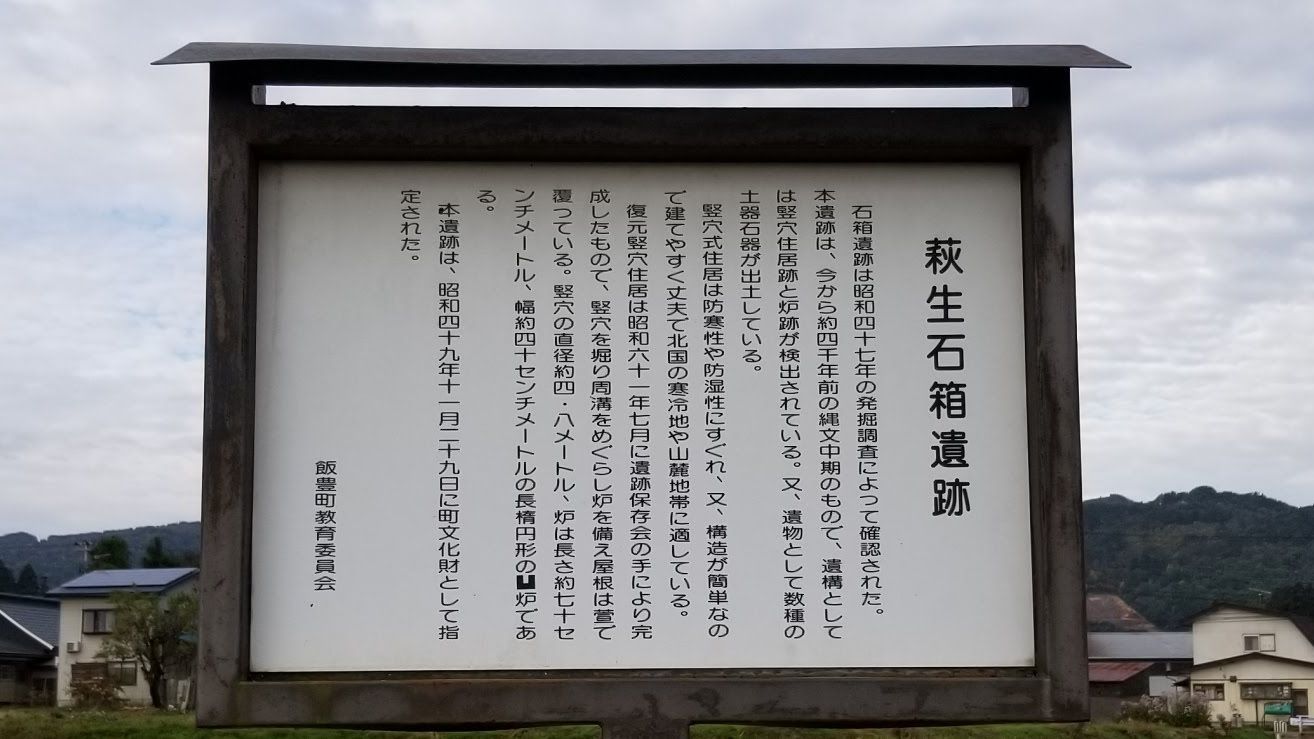 萩生石箱遺跡
石箱遺跡は昭和四十七年の発掘調査によって確認された。
本遺跡は、今から約四千年前の縄文中期のもので、遺構として
は竪穴住居跡と炉跡が検出されている。又、遺物として数種の
土器石器が出土している。
竪穴式住居は防寒性や防湿性にすぐれ、又、構造が簡単なの
で建てやすく丈夫で北国の寒冷地や山麓地帯に適している。
復元竪穴住居は昭和六十一年七月に遺跡保存会の手により完
成したもので、竪穴を堀り周溝をめぐらし炉を備え屋根は萱で
覆っている。竪穴の直径約四・八メートル、炉は長さ約七十セ
ンチメートル、幅約四十センチメートルの長楕円形の炉であ
る。
本遺跡は、昭和四十九年十一月二十九日に町文化財として指
定された。
飯豊町教育委員会